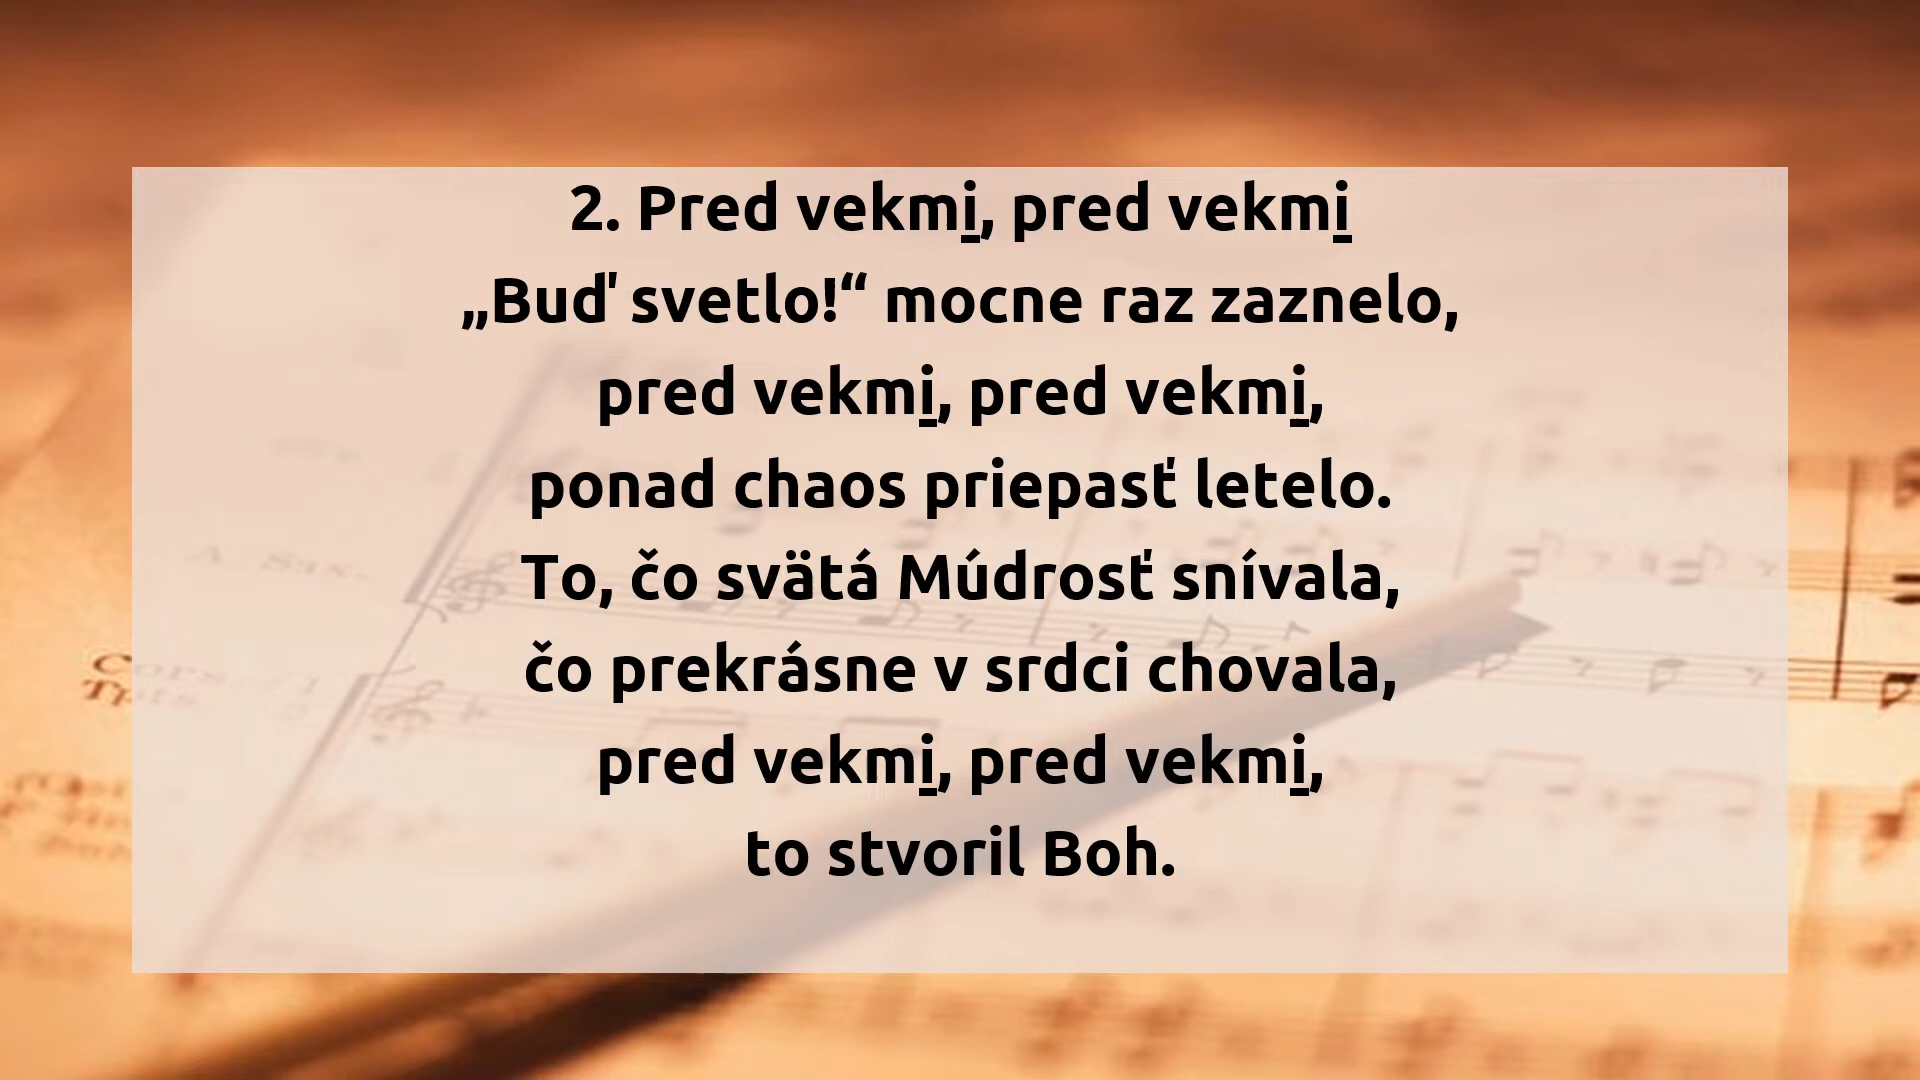 2. Pred vekmi, pred vekmi
„Buď svetlo!“ mocne raz zaznelo,
pred vekmi, pred vekmi,
ponad chaos priepasť letelo.
To, čo svätá Múdrosť snívala,
čo prekrásne v srdci chovala,
pred vekmi, pred vekmi,
to stvoril Boh.